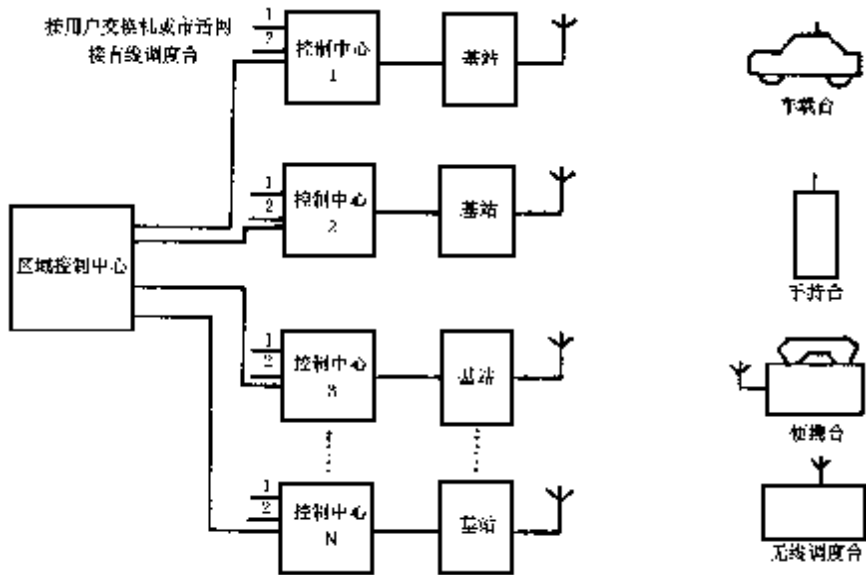 接用户交换机或市话网
接有线调度台
1
2
控制中心
1
基站
车载台
1
2
控制中心
2
基站
区域控制中心
手持台
1
2
控制中心
3
基站
便携台
1
2
控制中心
N
基站
无线调度台